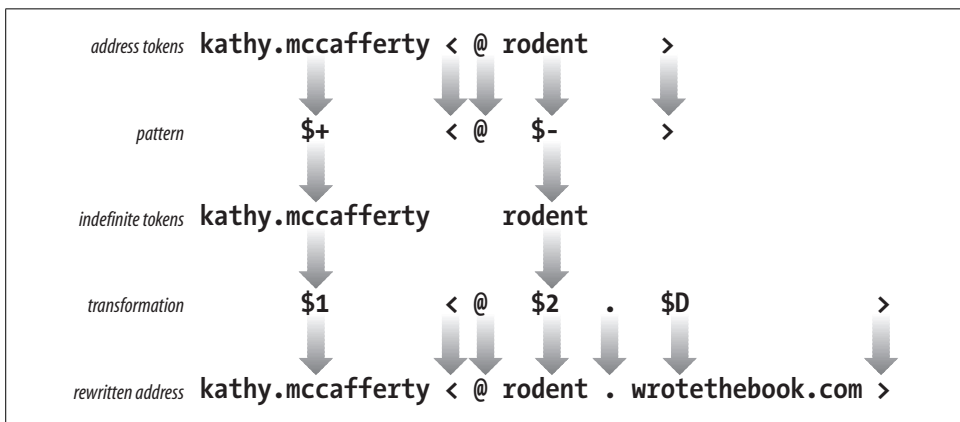 address tokens kathy.mccafferty < @ rodent >
pattern $+ < @ $- >
indefinite tokens kathy.mccafferty rodent
transformation $1 < @ $2 . $D >
rewritten address kathy.mccafferty < @ rodent . wrotethebook.com >